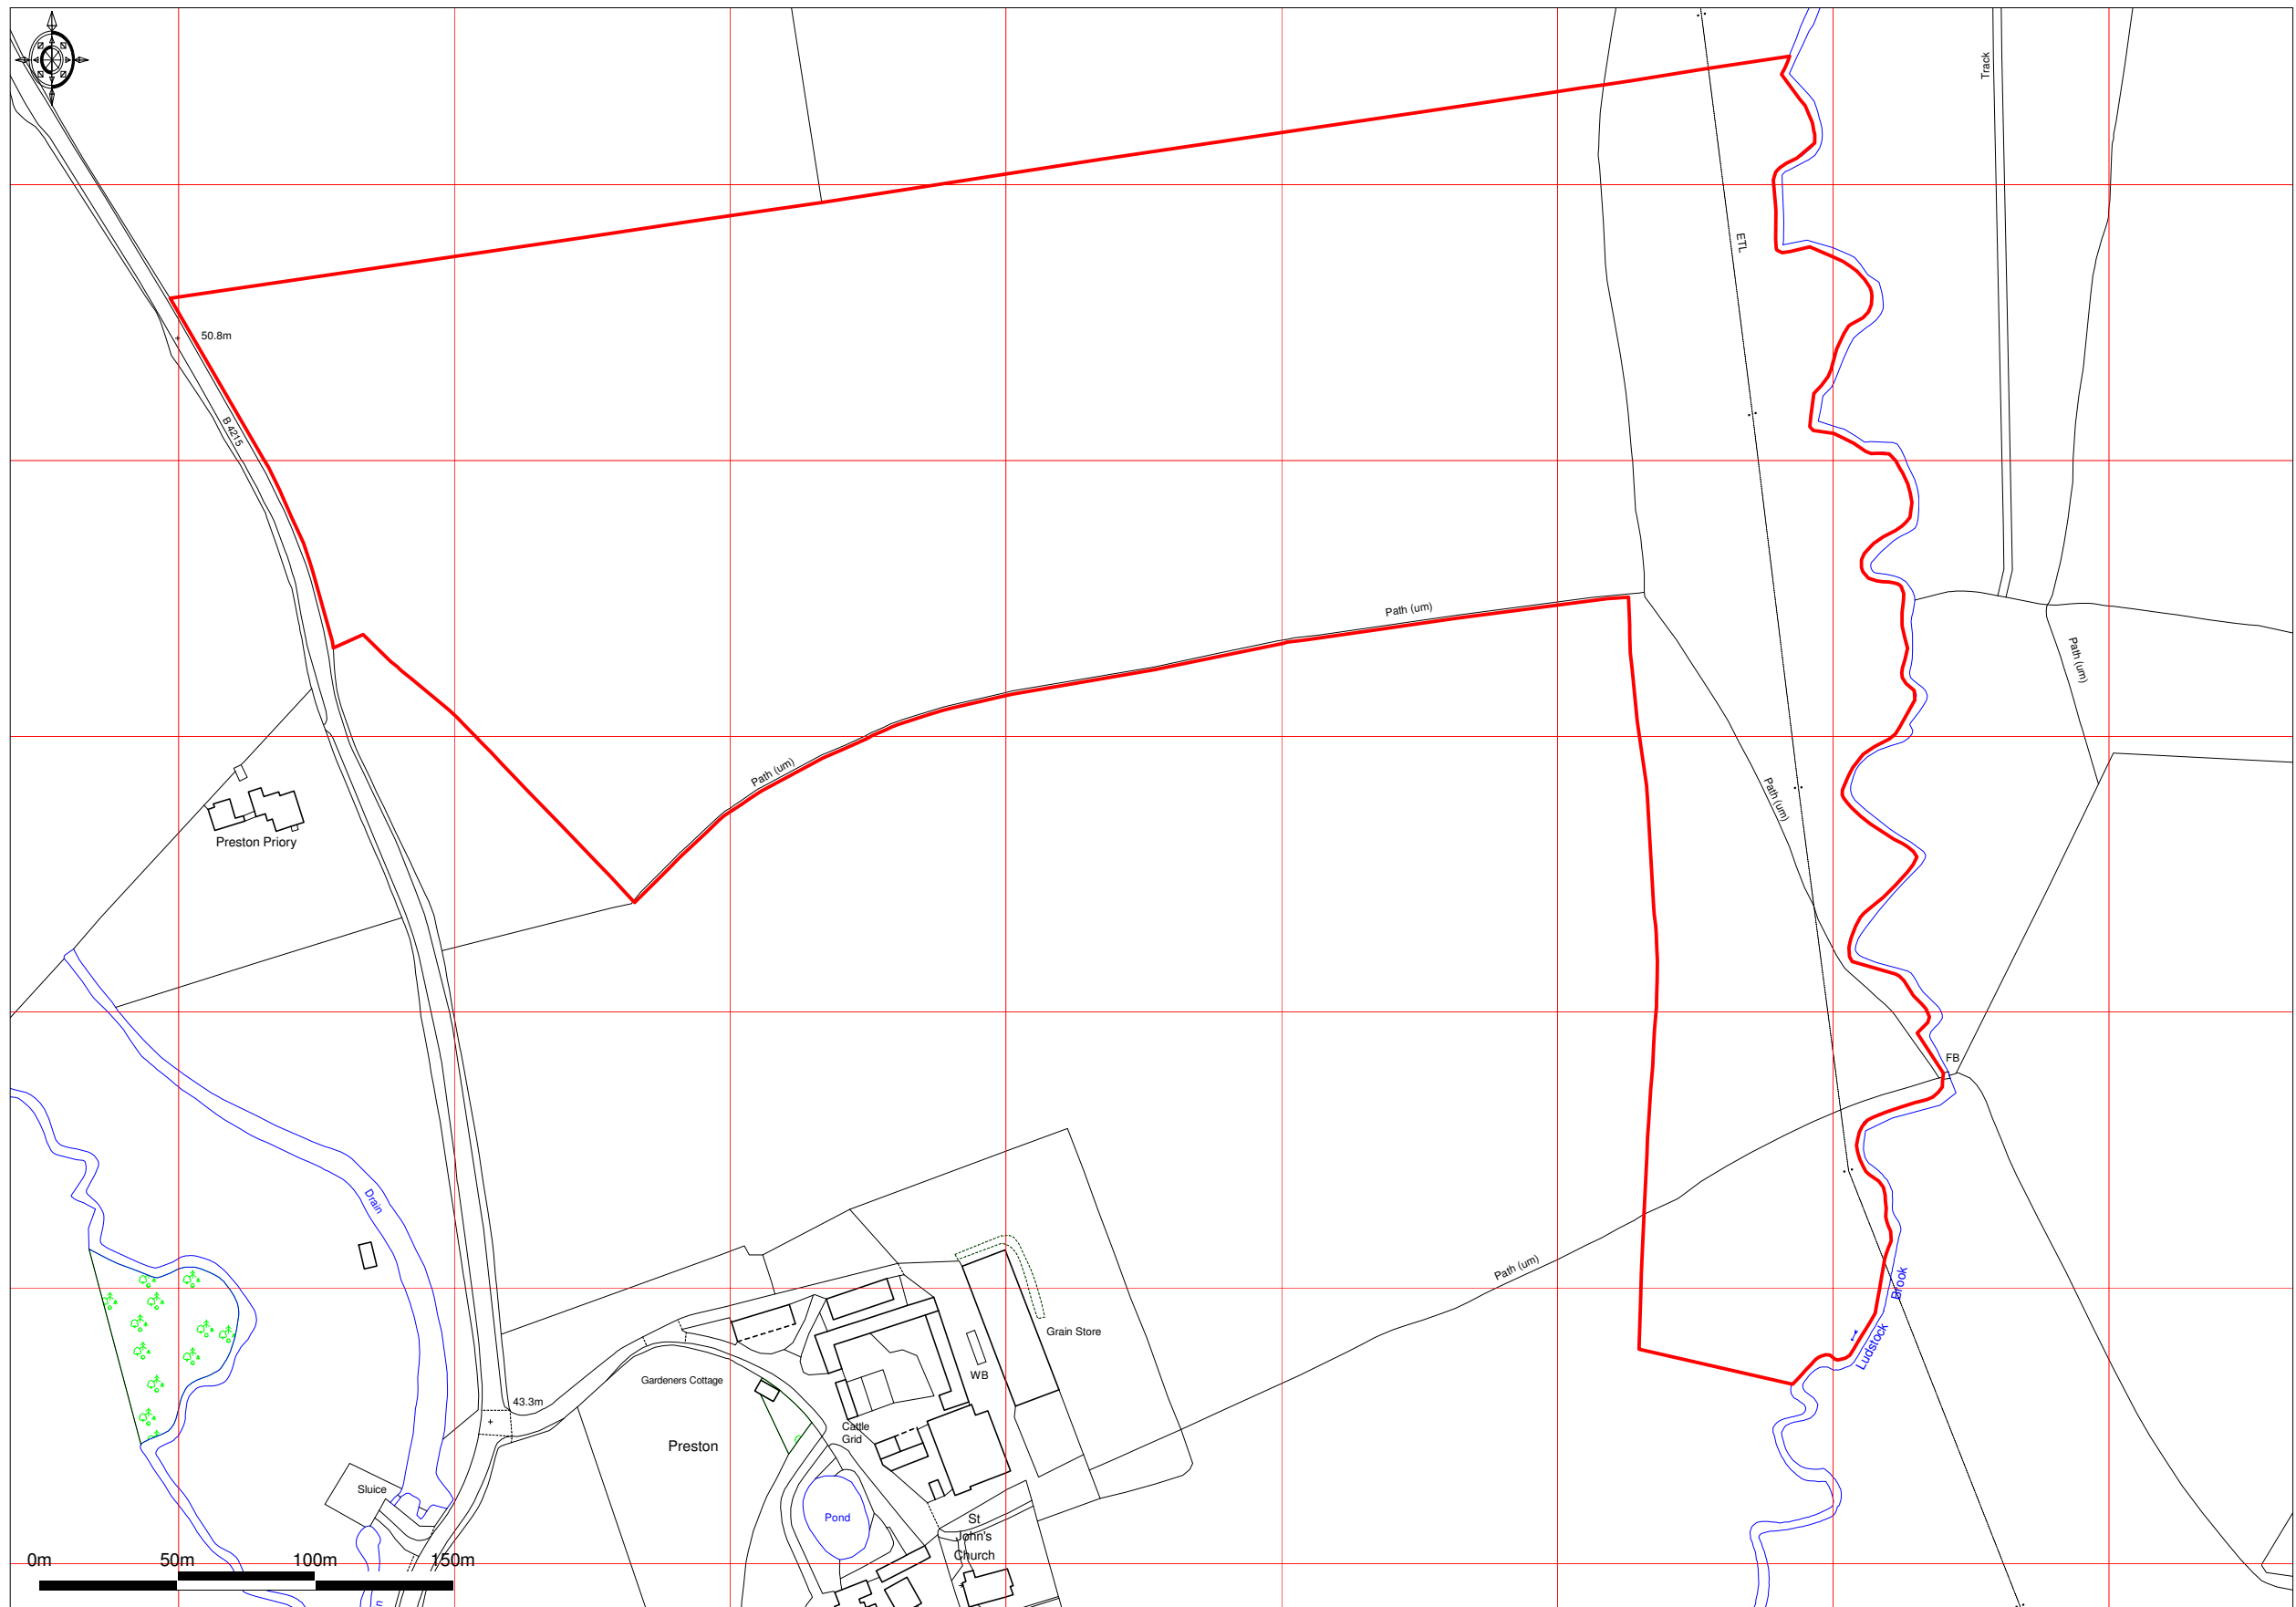 Track
ETL
50.8m
B 4215
Path (um)
Path (um)
Path (um)
Path (um)
Preston Priory
FB
Drain
Path (um)
Brook
Ludstock
Grain Store
WB
Gardeners Cottage
43.3m
Cattle
Grid
Preston
Sluice
Pond
St
John's
Church
0m
50m
100m
150m